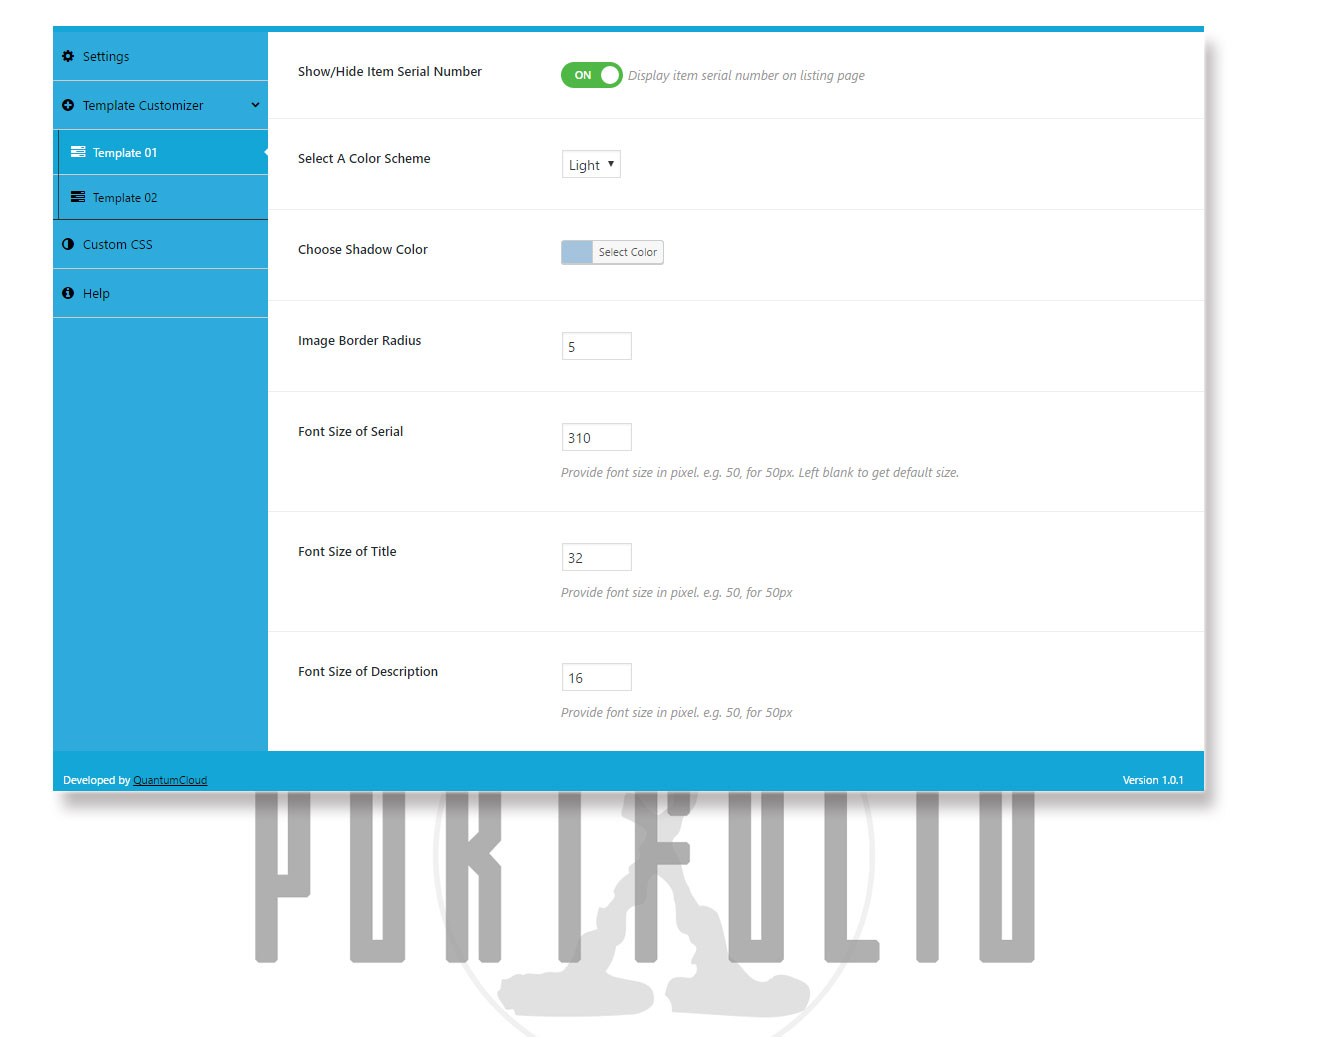 Settings
Template Customizer
Template 01
Template 02
Custom CSS
Help
Show/Hide Item Serial Number
ON Display item serial number on listing page
Select A Color Scheme
Light
Choose Shadow Color
Select Color
Image Border Radius
5
Font Size of Serial
310
Provide font size in pixel. e.g. 50, for 50px. Left blank to get default size.
Font Size of Title
32
Provide font size in pixel. e.g. 50, for 50px
Font Size of Description
16
Provide font size in pixel. e.g. 50, for 50px
Developed by QuantumCloud
Version 1.0.1
PORTFOLIO